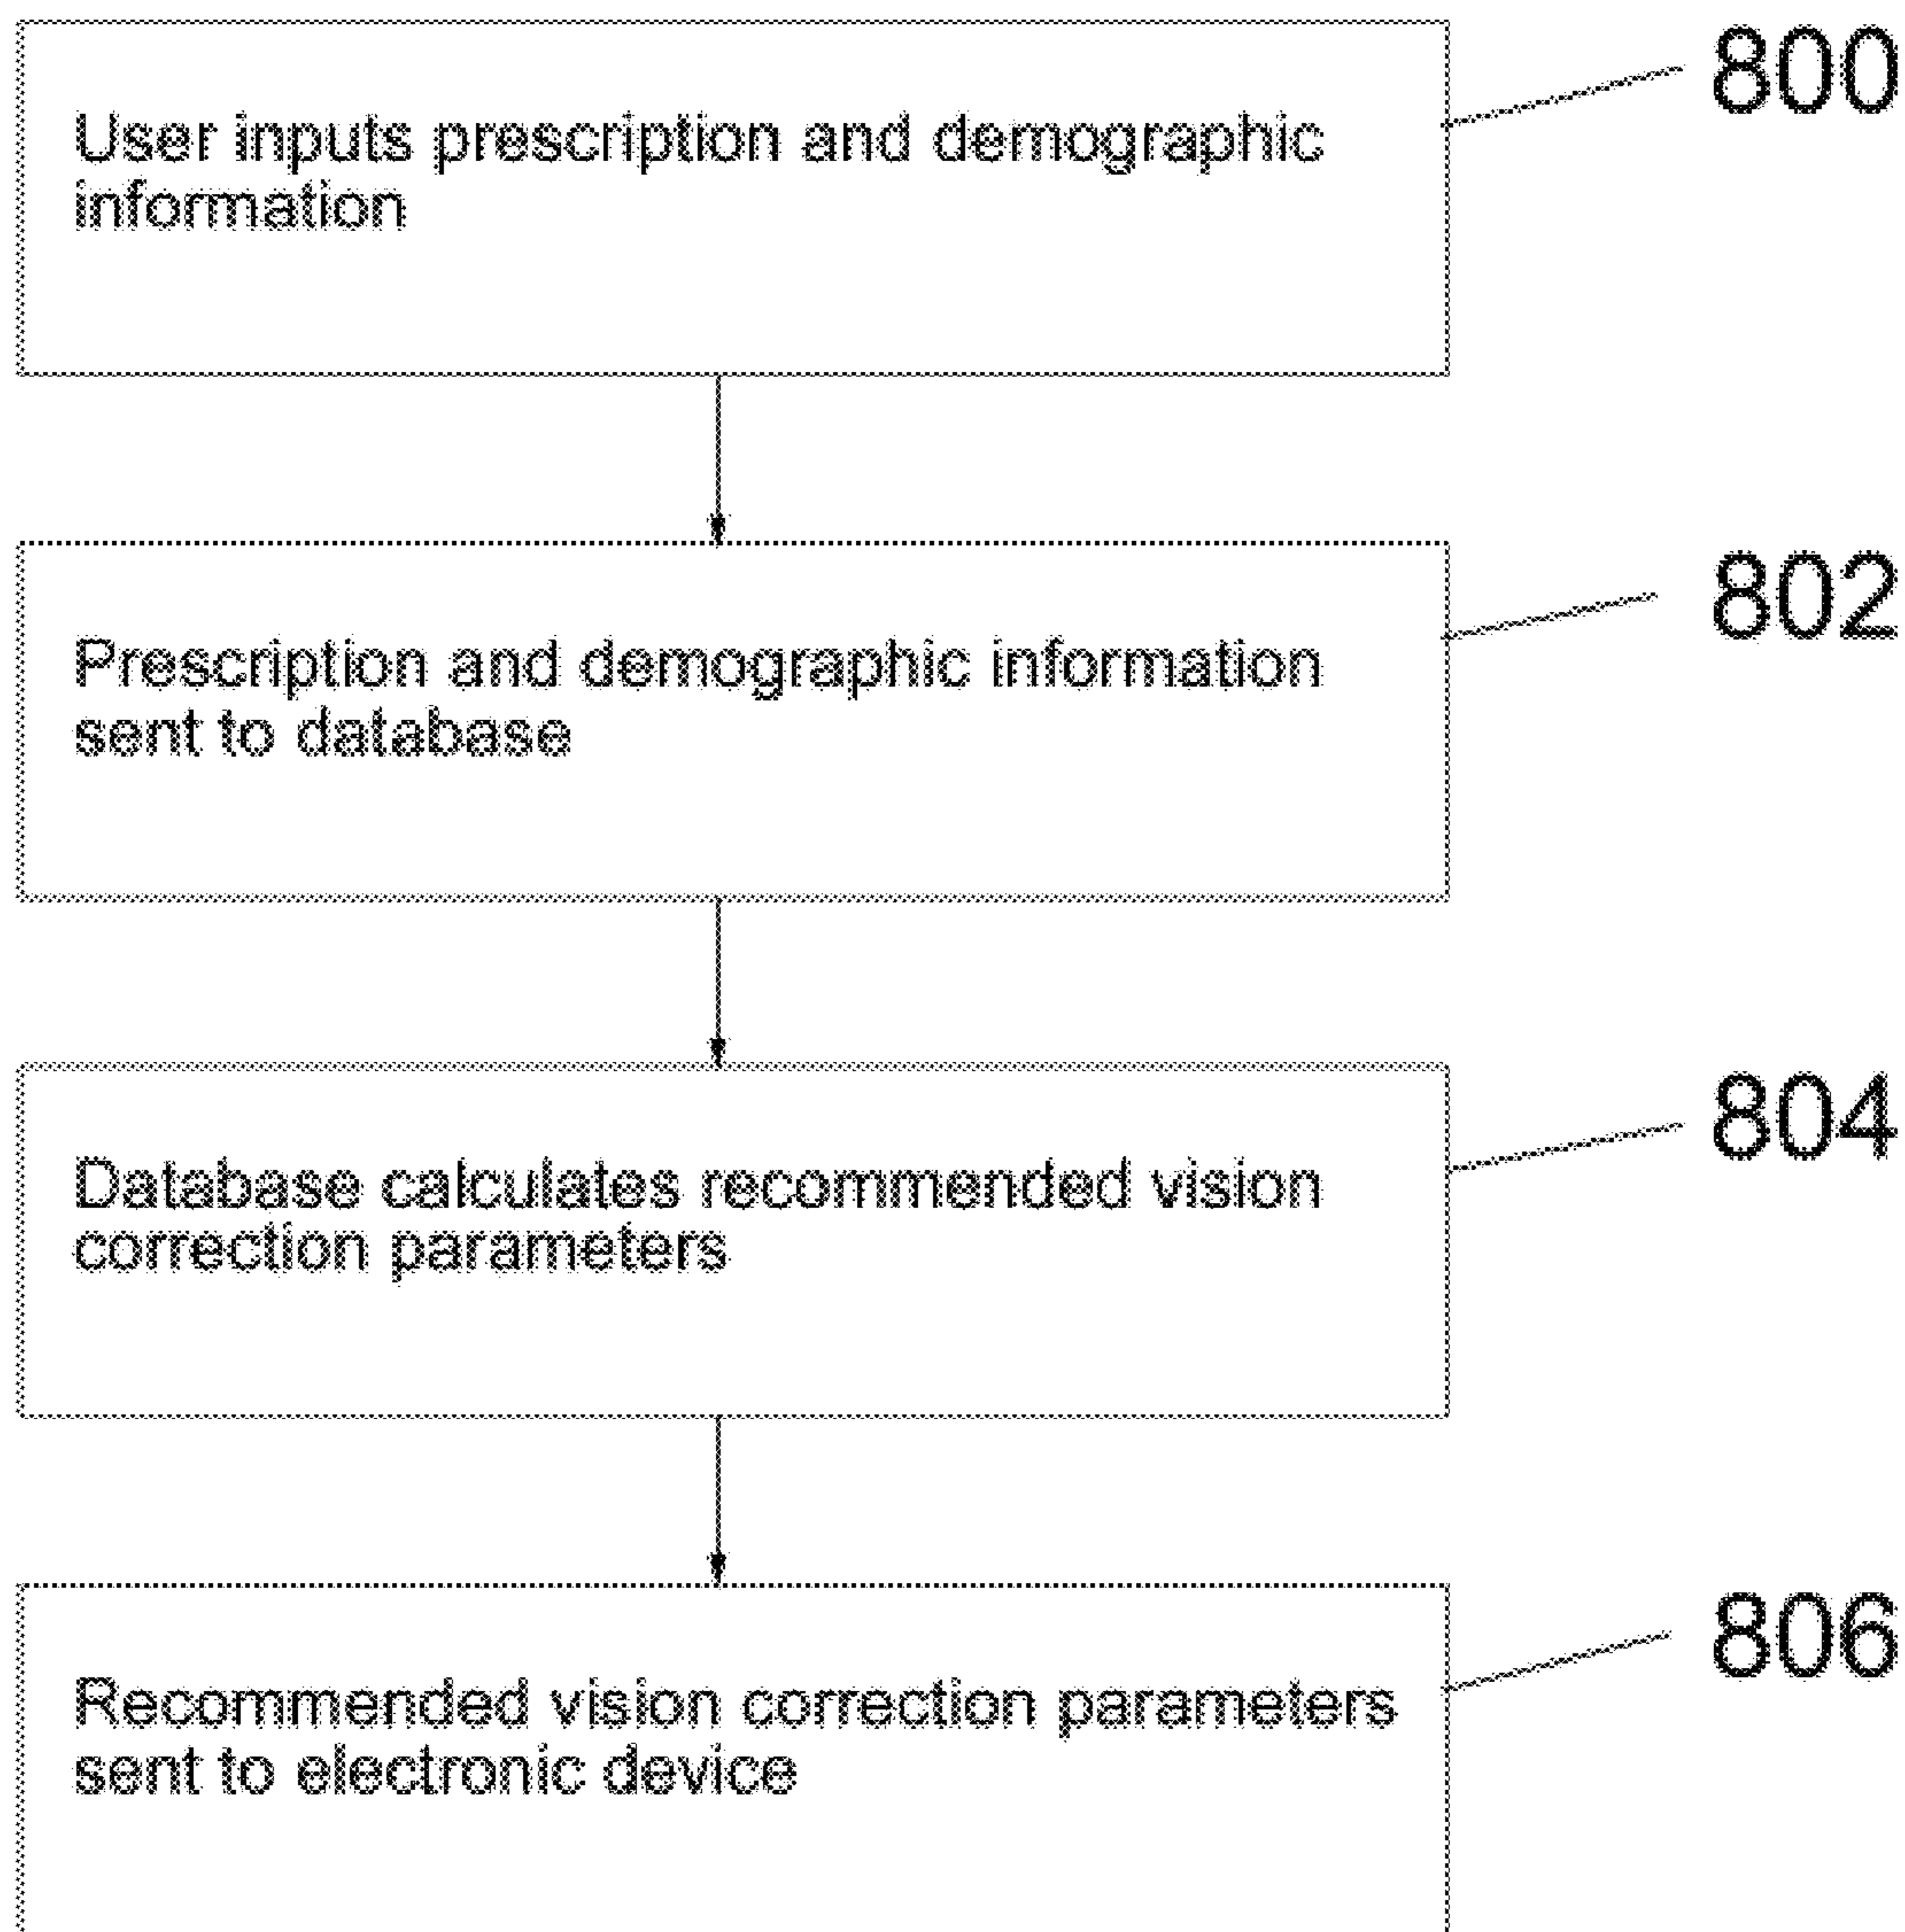 User inputs prescription and demographic
information
800
Prescription and demographic information
sent to database
802
Database calculates recommended vision
correction parameters
804
Recommended vision correction parameters
sent to electronic device
806